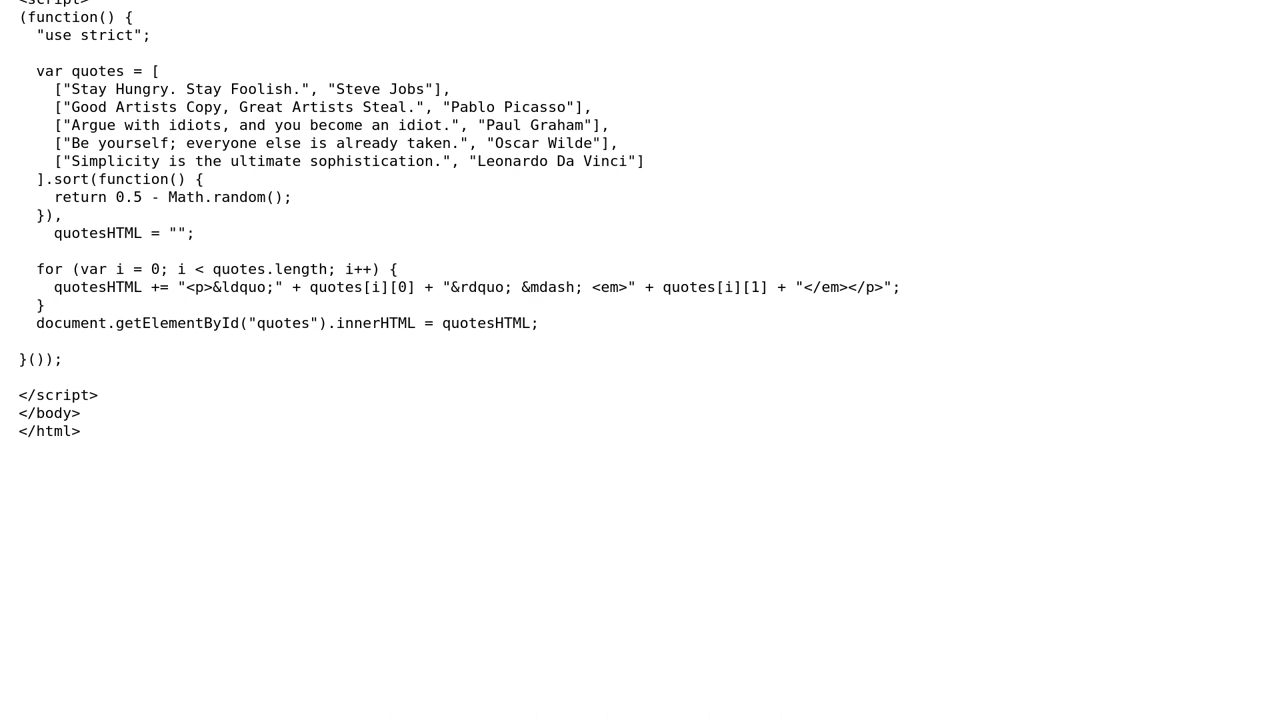 <script>
(function() {
  "use strict";

  var quotes = [
    ["Stay Hungry. Stay Foolish.", "Steve Jobs"],
    ["Good Artists Copy, Great Artists Steal.", "Pablo Picasso"],
    ["Argue with idiots, and you become an idiot.", "Paul Graham"],
    ["Be yourself; everyone else is already taken.", "Oscar Wilde"],
    ["Simplicity is the ultimate sophistication.", "Leonardo Da Vinci"]
  ].sort(function() {
    return 0.5 - Math.random();
  }),
    quotesHTML = "";

  for (var i = 0; i < quotes.length; i++) {
    quotesHTML += "<p>&ldquo;" + quotes[i][0] + "&rdquo; &mdash; <em>" + quotes[i][1] + "</em></p>";
  }
  document.getElementById("quotes").innerHTML = quotesHTML;

}());

</script>
</body>
</html>